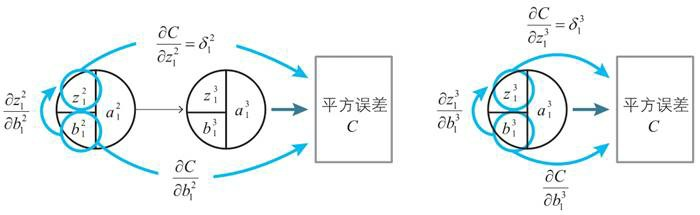 ∂C/∂z₁² = δ₁²
∂z₁²/∂b₁²
z₁²
b₁²
a₁²
z₁³
b₁³
a₁³
平方误差
C
∂C/∂b₁²
∂C/∂z₁³ = δ₁³
∂z₁³/∂b₁³
z₁³
b₁³
a₁³
平方误差
C
∂C/∂b₁³